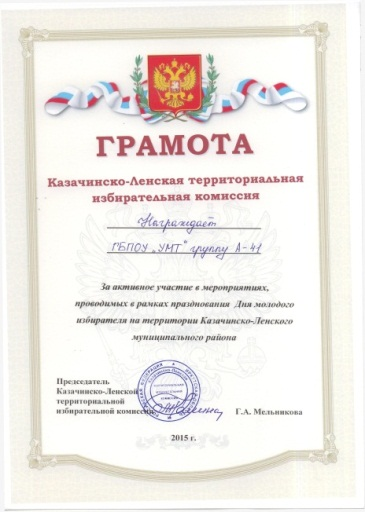 ГРАМОТА
Казачинско-Ленская территориальная
избирательная комиссия
Награждает
ГБПОУ „УМТ" группу А-41
За активное участие в мероприятиях,
проводимых в рамках празднования Дня молодого
избирателя на территории Казачинско-Ленского
муниципального района
Председатель
Казачинско-Ленской
территориальной
избирательной комиссии
Г.А. Мельникова
2015 г.